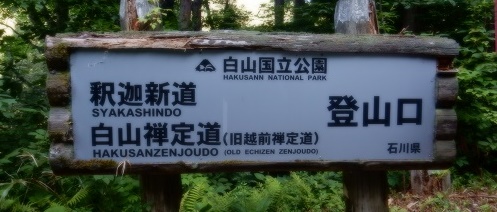 白山国立公園
HAKUSANN NATIONAL PARK
釈迦新道
SYAKASHINDO
登山口
白山禅定道(旧越前禅定道)
HAKUSANZENJOUDO (OLD ECHIZEN ZENJOUDO)
石川県